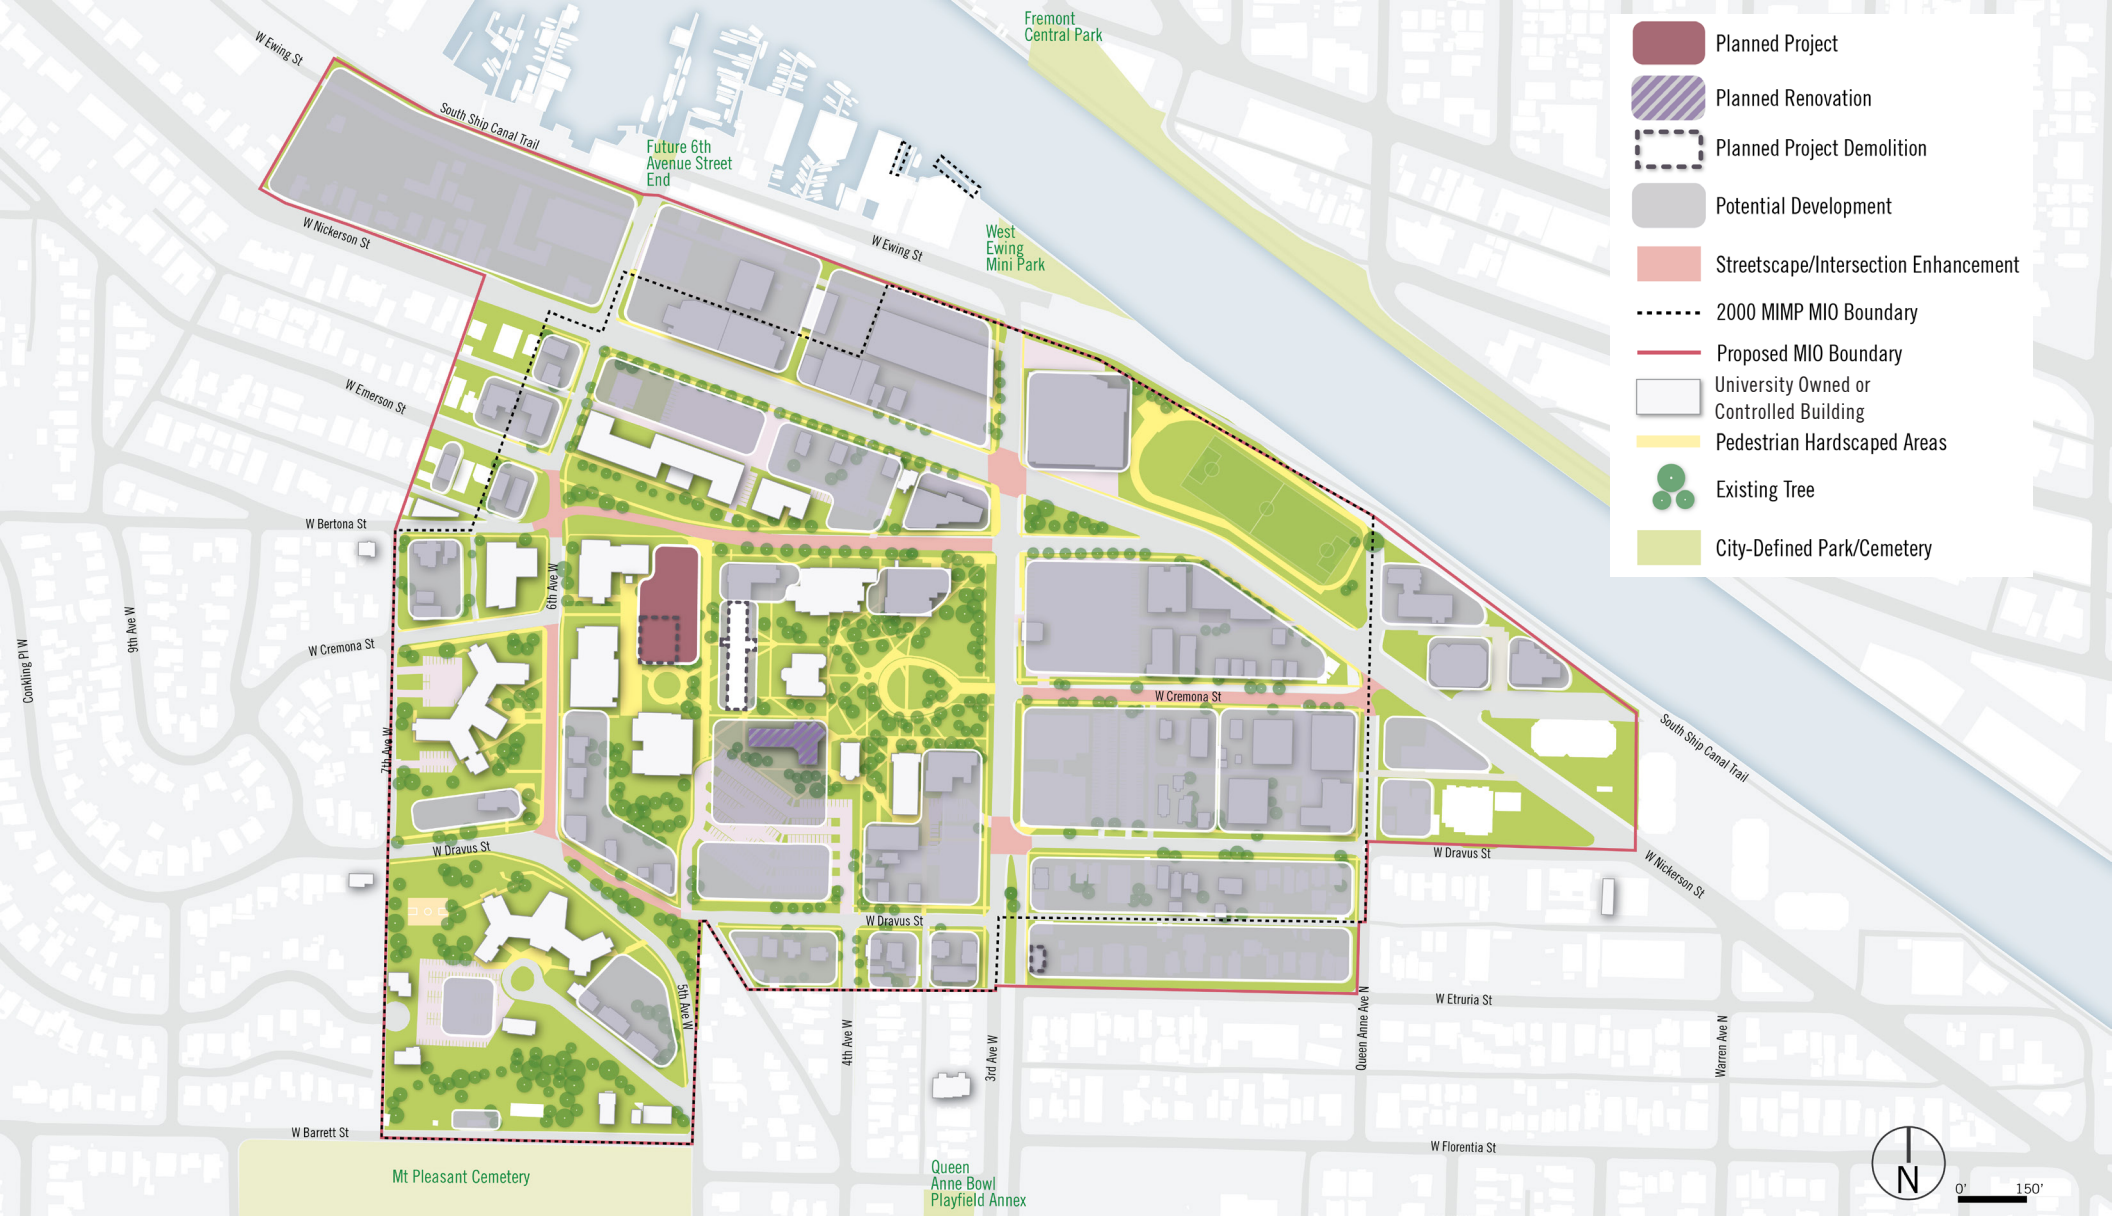 Fremont
Central Park
W Ewing St
South Ship Canal Trail
Future 6th
Avenue Street
End
W Nickerson St
W Ewing St
West
Ewing
Mini Park
W Emerson St
W Bertona St
6th Ave W
9th Ave W
Conkling Pl W
W Cremona St
7th Ave W
W Cremona St
South Ship Canal Trail
W Dravus St
W Dravus St
W Dravus St
W Nickerson St
5th Ave W
4th Ave W
3rd Ave W
Queen Anne Ave N
W Etruria St
Warren Ave N
W Barrett St
W Florentia St
Mt Pleasant Cemetery
Queen
Anne Bowl
Playfield Annex
Planned Project
Planned Renovation
Planned Project Demolition
Potential Development
Streetscape/Intersection Enhancement
2000 MIMP MIO Boundary
Proposed MIO Boundary
University Owned or
Controlled Building
Pedestrian Hardscaped Areas
Existing Tree
City-Defined Park/Cemetery
N
0' 150'